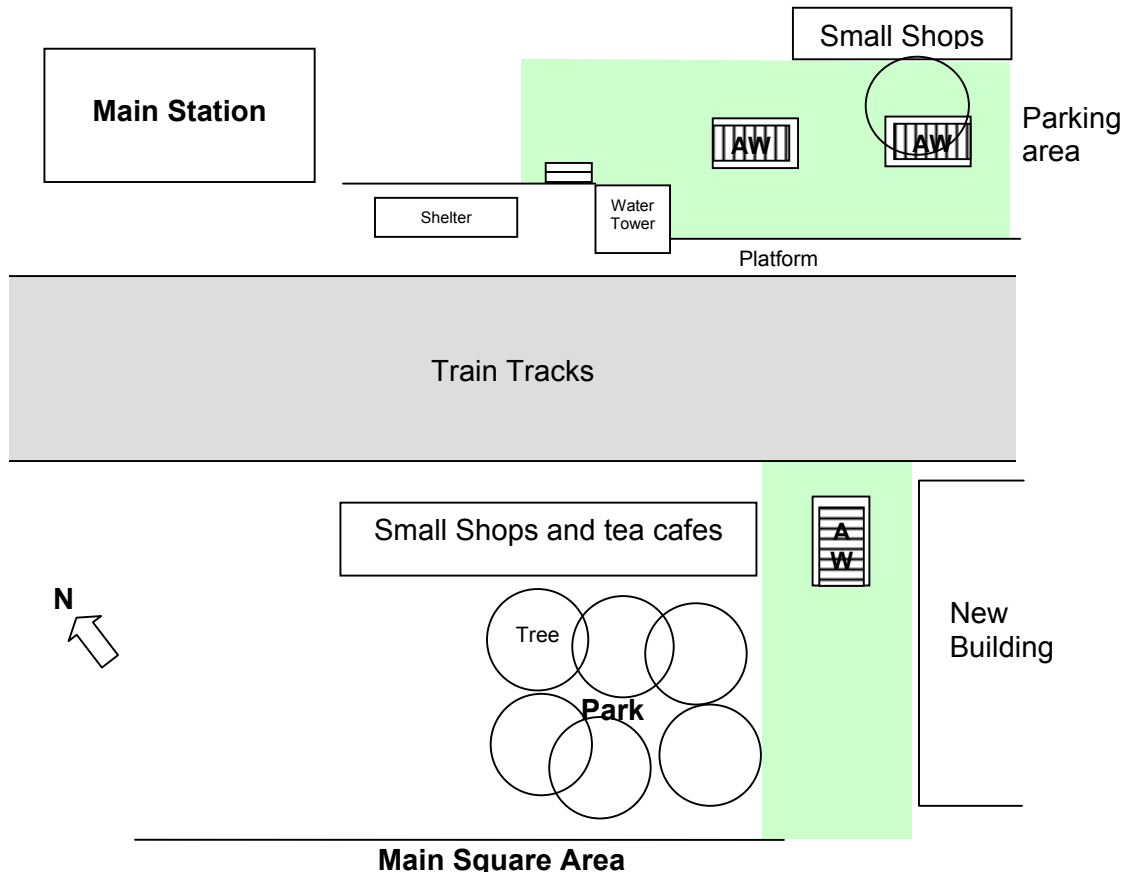 Small Shops
Main Station
Parking
area
AW
AW
Water
Tower
Shelter
Platform
Train Tracks
Small Shops and tea cafes
A
W
N
New
Building
Tree
Park
Main Square Area